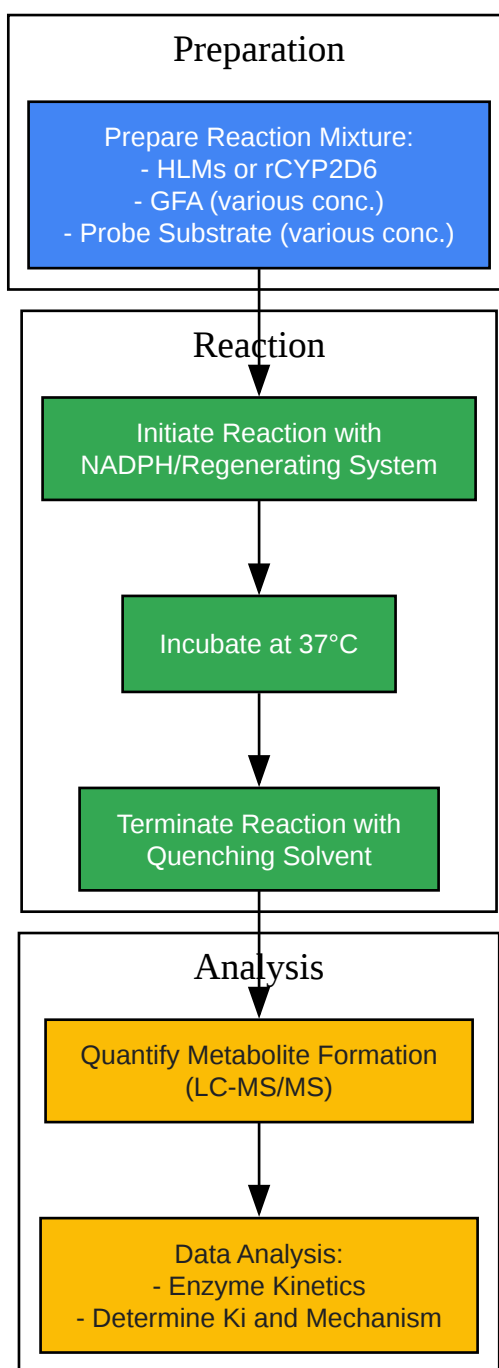 Preparation
Prepare Reaction Mixture:
- HLMs or rCYP2D6
- GFA (various conc.)
- Probe Substrate (various conc.)
Reaction
Initiate Reaction with
NADPH/Regenerating System
Incubate at 37°C
Terminate Reaction with
Quenching Solvent
Analysis
Quantify Metabolite Formation
(LC-MS/MS)
Data Analysis:
- Enzyme Kinetics
- Determine Ki and Mechanism